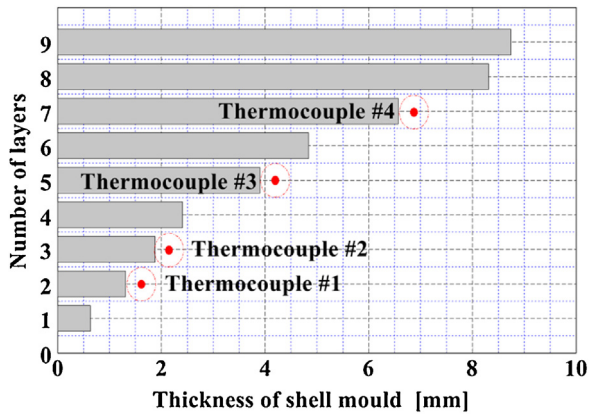 Number of layers
9
8
7
6
5
4
3
2
1
0
Thermocouple #4
Thermocouple #3
Thermocouple #2
Thermocouple #1
0 2 4 6 8 10
Thickness of shell mould [mm]